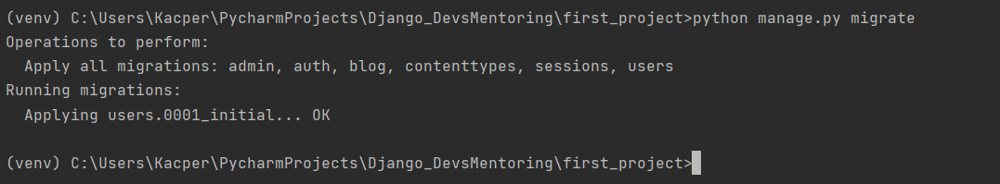 (venv) C:\Users\Kacper\PycharmProjects\Django_DevsMentoring\first_project>python manage.py migrate
Operations to perform:
  Apply all migrations: admin, auth, blog, contenttypes, sessions, users
Running migrations:
  Applying users.0001_initial... OK
(venv) C:\Users\Kacper\PycharmProjects\Django_DevsMentoring\first_project>